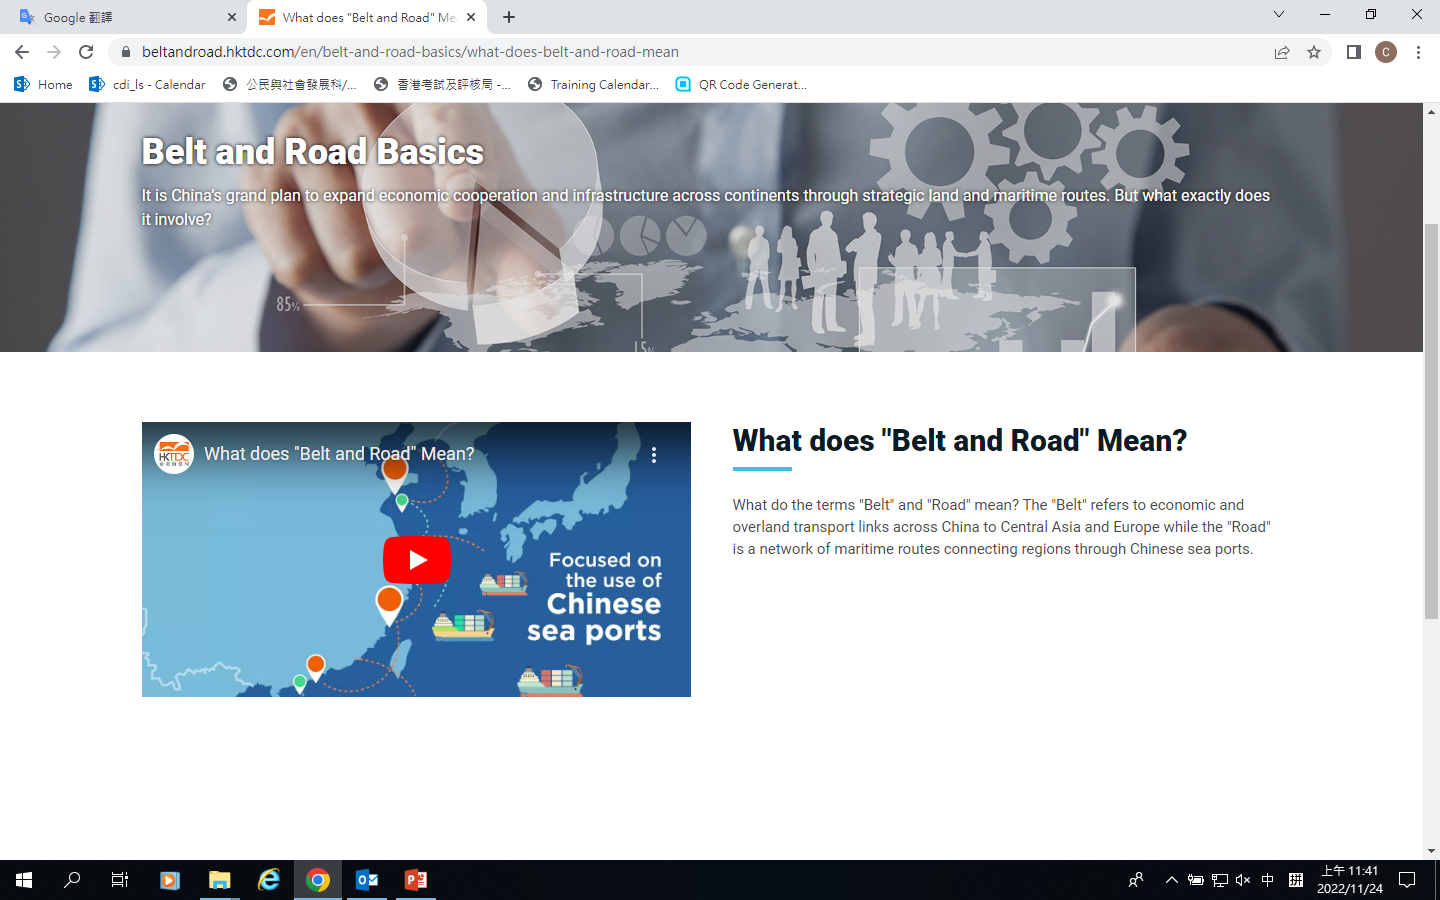 Google 翻譯
What does "Belt and Road" Me
beltandroad.hktdc.com/en/belt-and-road-basics/what-does-belt-and-road-mean
C
Home
cdi_ls - Calendar
公民與社會發展科/...
香港考試及評核局 -...
Training Calendar...
QR Code Generat...
Belt and Road Basics
It is China's grand plan to expand economic cooperation and infrastructure across continents through strategic land and maritime routes. But what exactly does
it involve?
85%
15%
HKTDC
What does "Belt and Road" Mean?
Focused on
the use of
Chinese
sea ports
What does "Belt and Road" Mean?
What do the terms "Belt" and "Road" mean? The "Belt" refers to economic and
overland transport links across China to Central Asia and Europe while the "Road"
is a network of maritime routes connecting regions through Chinese sea ports.
中
拼
上午 11:41
2022/11/24